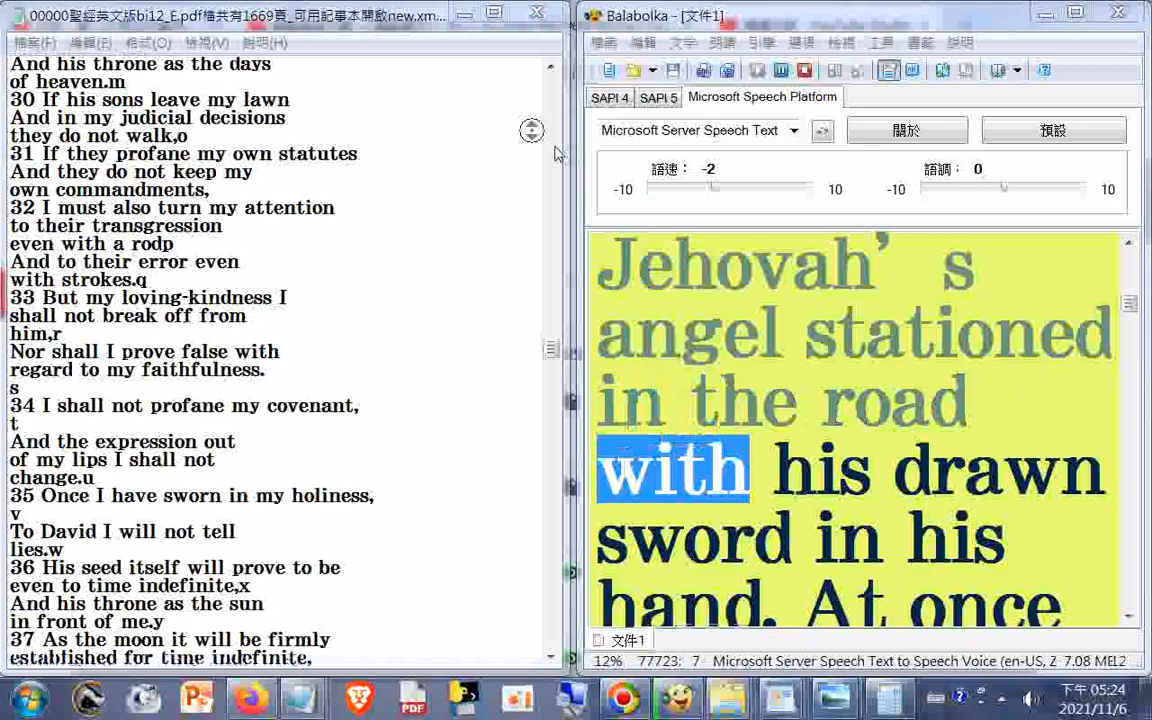 00000聖經英文版bi12_E.pdf檔共有1669頁_可用記事本開啟new.xm...
檔案(F) 編輯(E) 格式(O) 檢視(V) 說明(H)
And his throne as the days
of heaven.m
30 If his sons leave my lawn
And in my judicial decisions
they do not walk,o
31 If they profane my own statutes
And they do not keep my
own commandments,
32 I must also turn my attention
to their transgression
even with a rodp
And to their error even
with strokes.q
33 But my loving-kindness I
shall not break off from
him,r
Nor shall I prove false with
regard to my faithfulness.
s
34 I shall not profane my covenant,
t
And the expression out
of my lips I shall not
change.u
35 Once I have sworn in my holiness,
v
To David I will not tell
lies.w
36 His seed itself will prove to be
even to time indefinite,x
And his throne as the sun
in front of me.y
37 As the moon it will be firmly
established for time indefinite,
Balabolka - [文件1]
檔案 編輯 文字 朗讀 引擎 選項 檢視 工具 書籤 說明
SAPI 4 SAPI 5 Microsoft Speech Platform
Microsoft Server Speech Text 關於 預設
語速： -2 語調： 0
-10 10 -10 10
Jehovah’s
angel stationed
in the road
with his drawn
sword in his
hand. At once
文件1
12% 77723: 7 Microsoft Server Speech Text to Speech Voice (en-US, Z 7.08 ME12
PDF
下午 05:24
2021/11/6